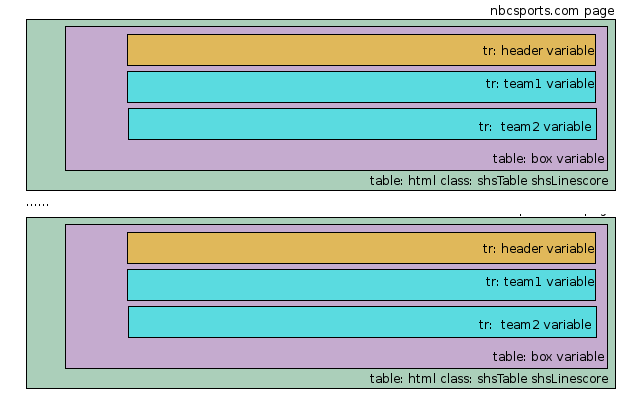 nbcsports.com page
tr: header variable
tr: team1 variable
tr: team2 variable
table: box variable
table: html class: shsTable shsLinescore
......
tr: header variable
tr: team1 variable
tr: team2 variable
table: box variable
table: html class: shsTable shsLinescore